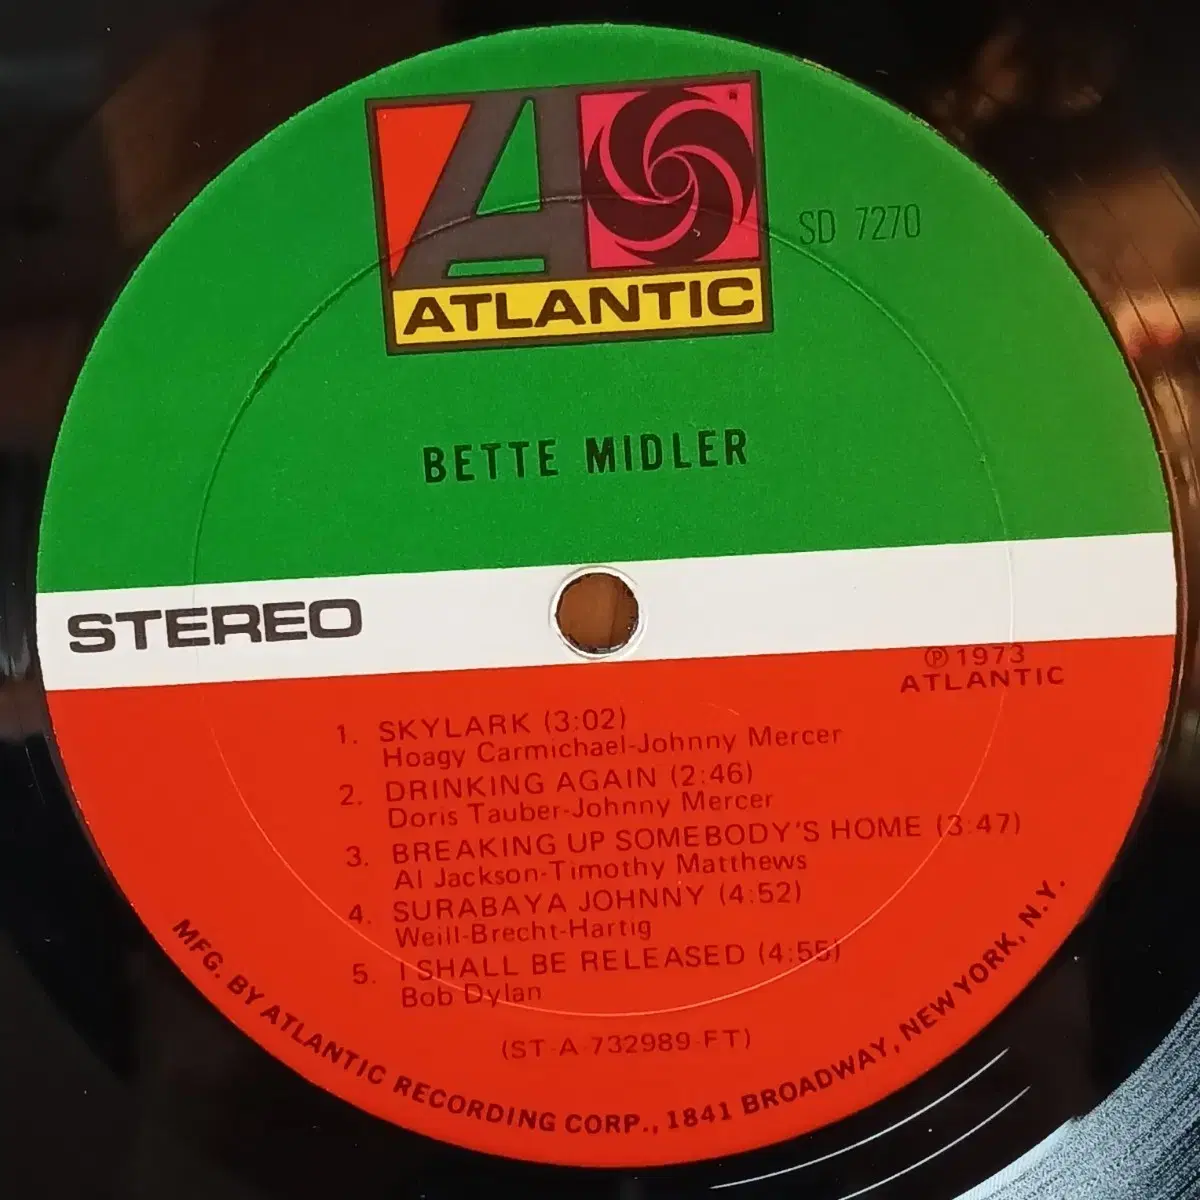 ATLANTIC
SD 7270
BETTE MIDLER
STEREO
℗ 1973
ATLANTIC
1. SKYLARK (3:02)
Hoagy Carmichael-Johnny Mercer
2. DRINKING AGAIN (2:46)
Doris Tauber-Johnny Mercer
3. BREAKING UP SOMEBODY'S HOME (3:47)
Al Jackson-Timothy Matthews
4. SURABAYA JOHNNY (4:52)
Weill-Brecht-Hartig
5. I SHALL BE RELEASED (4:55)
Bob Dylan
(ST-A-732989-FT)
MFG. BY ATLANTIC RECORDING CORP., 1841 BROADWAY, NEW YORK, N.Y.